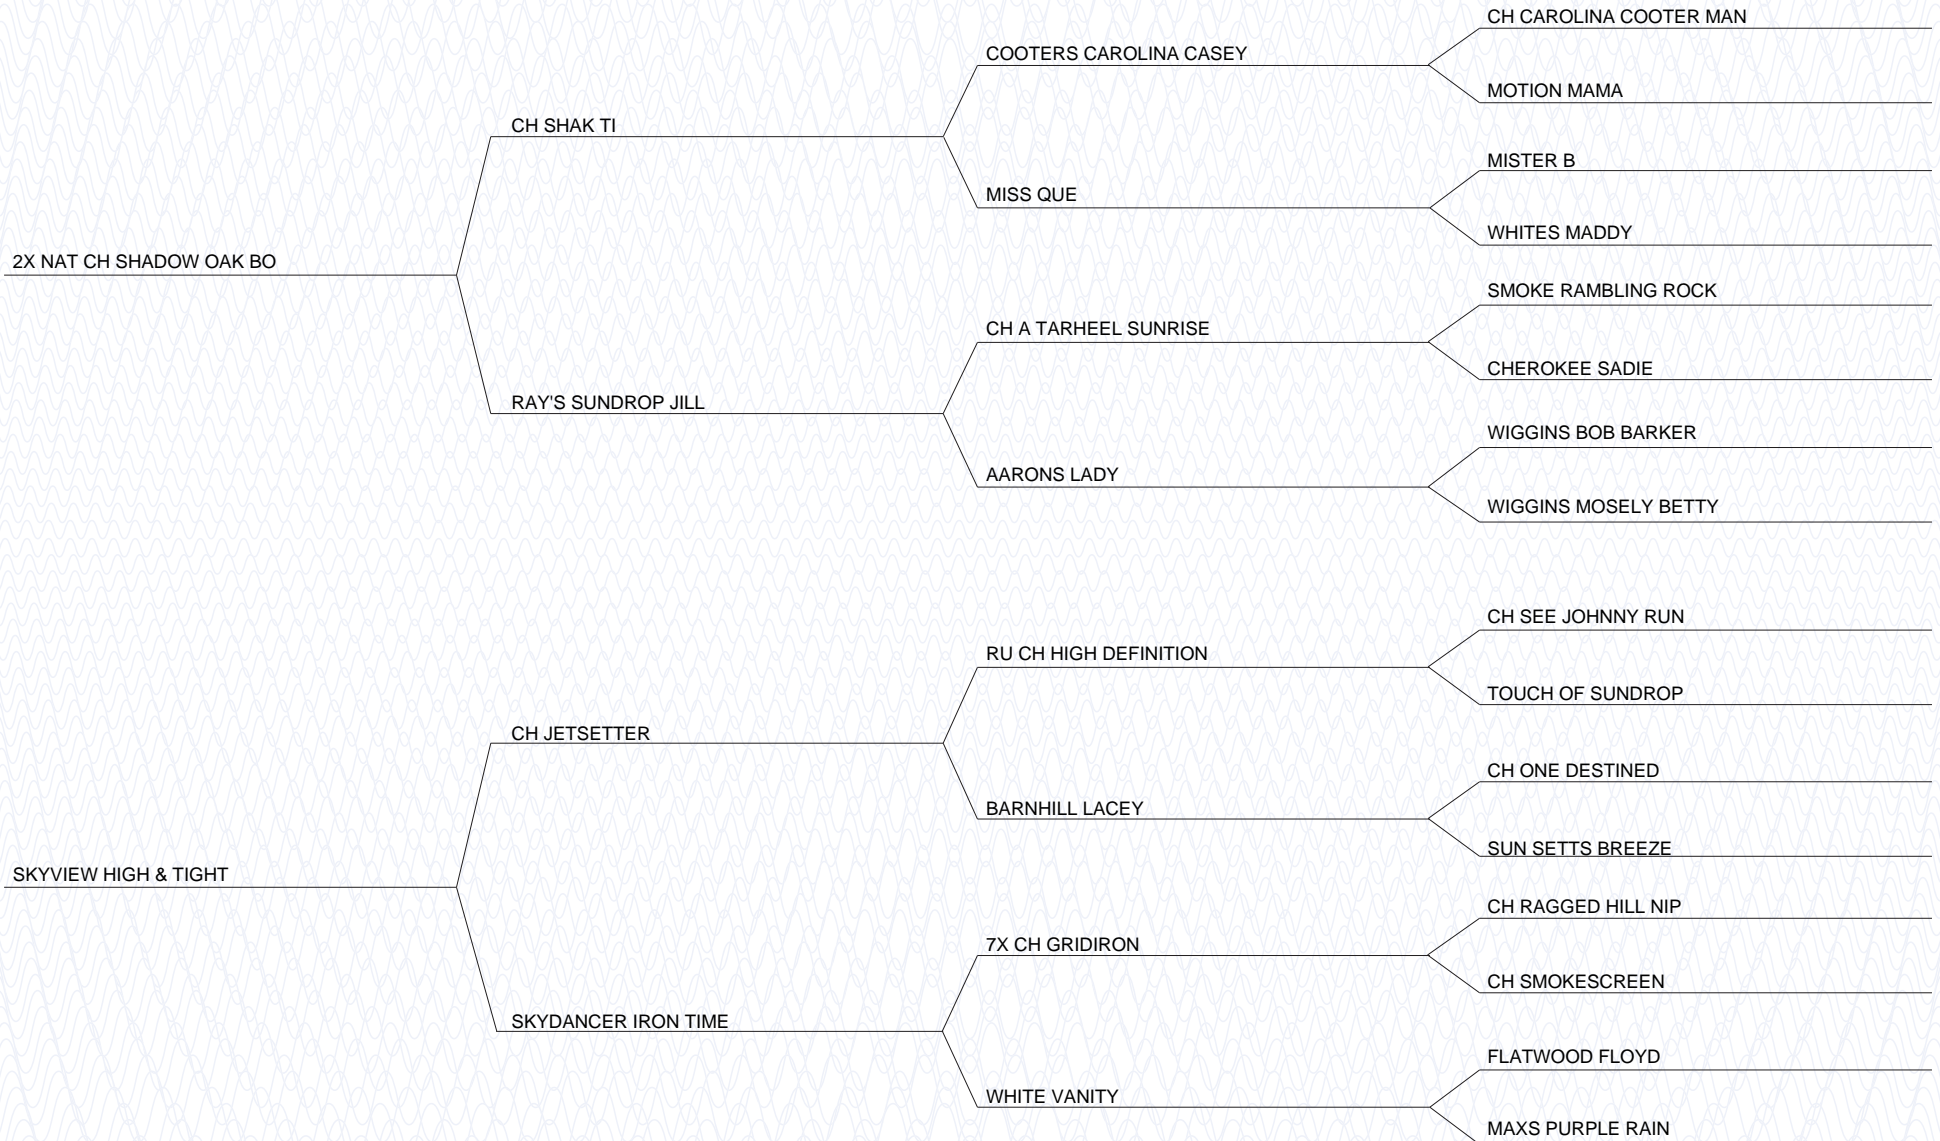 CH CAROLINA COOTER MAN
COOTERS CAROLINA CASEY
MOTION MAMA
CH SHAK TI
MISTER B
MISS QUE
WHITES MADDY
2X NAT CH SHADOW OAK BO
SMOKE RAMBLING ROCK
CH A TARHEEL SUNRISE
CHEROKEE SADIE
RAY'S SUNDROP JILL
WIGGINS BOB BARKER
AARONS LADY
WIGGINS MOSELY BETTY
CH SEE JOHNNY RUN
RU CH HIGH DEFINITION
TOUCH OF SUNDROP
CH JETSETTER
CH ONE DESTINED
BARNHILL LACEY
SUN SETTS BREEZE
SKYVIEW HIGH & TIGHT
CH RAGGED HILL NIP
7X CH GRIDIRON
CH SMOKESCREEN
SKYDANCER IRON TIME
FLATWOOD FLOYD
WHITE VANITY
MAXS PURPLE RAIN